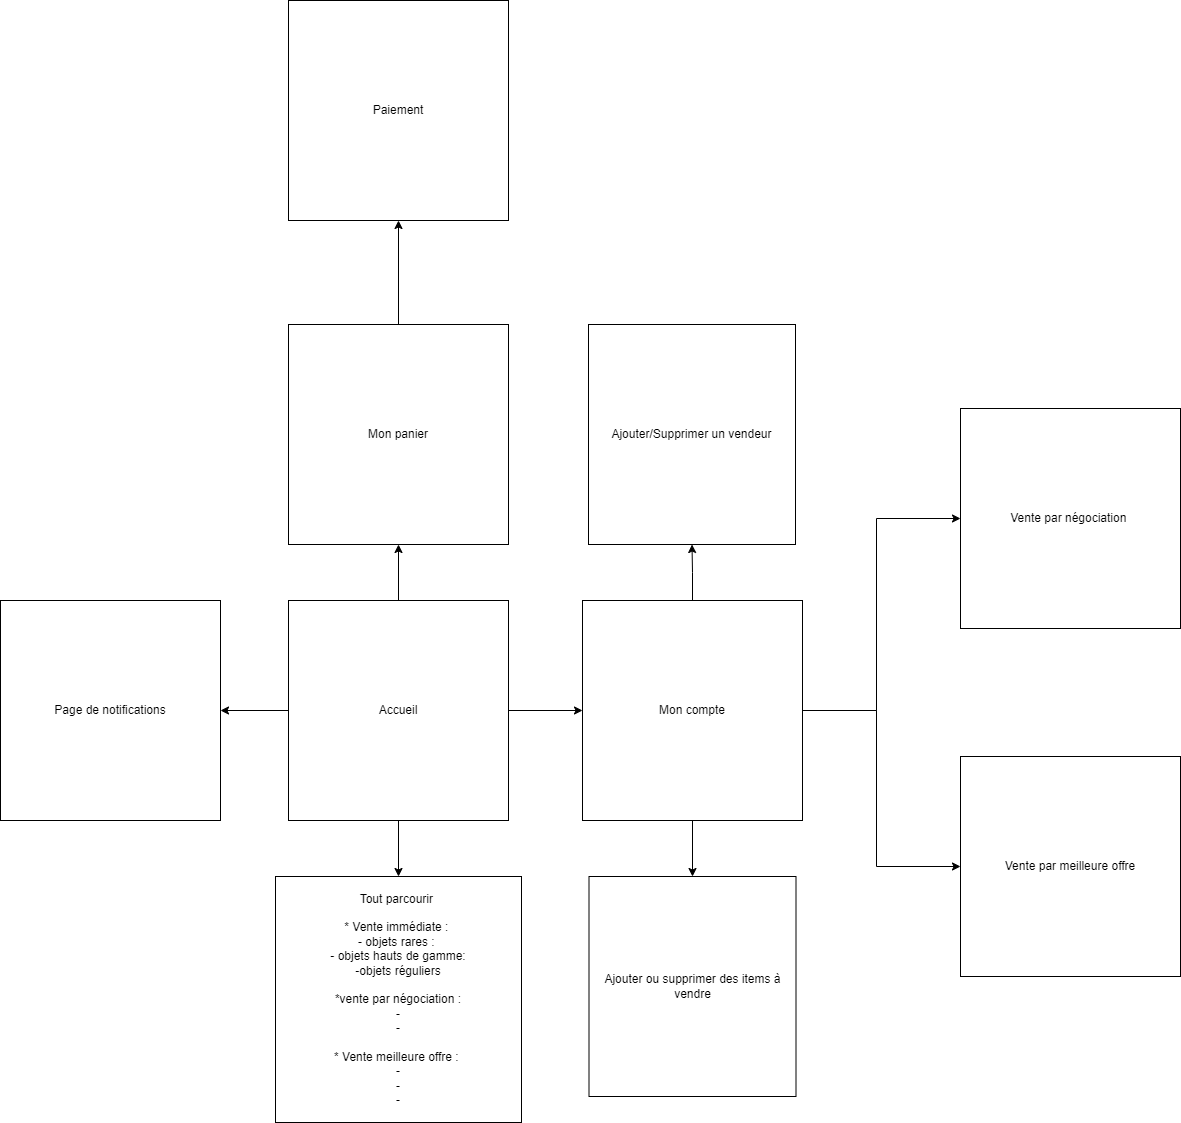 Paiement
Mon panier
Ajouter/Supprimer un vendeur
Vente par négociation
Page de notifications
Accueil
Mon compte
Vente par meilleure offre
Tout parcourir
* Vente immédiate :
- objets rares :
- objets hauts de gamme:
-objets réguliers
*vente par négociation :
-
-
* Vente meilleure offre :
-
-
-
Ajouter ou supprimer des items à
vendre